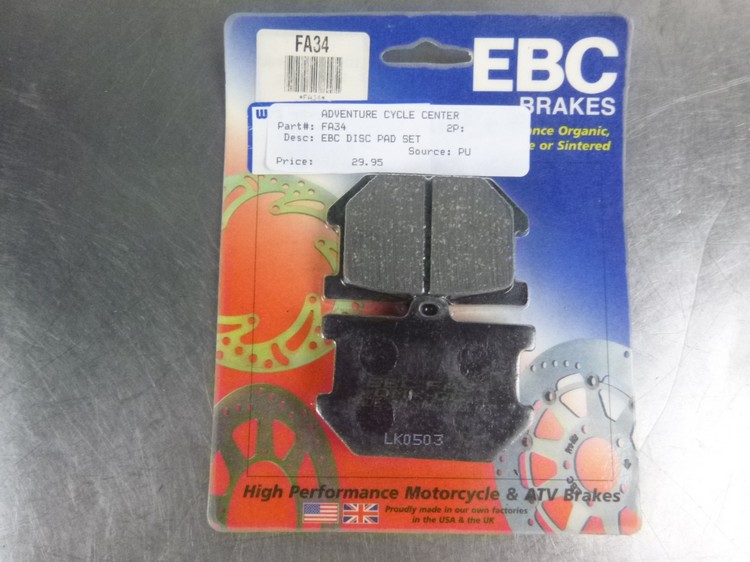 FA34
*FA34*
EBC
BRAKES
ADVENTURE CYCLE CENTER
Part#: FA34 2P:
Desc: EBC DISC PAD SET
Source: PU
Price: 29.95
Organic,
or Sintered
EBC
LK0503
High Performance Motorcycle & ATV Brakes
Proudly made in our own factories
in the USA & the UK